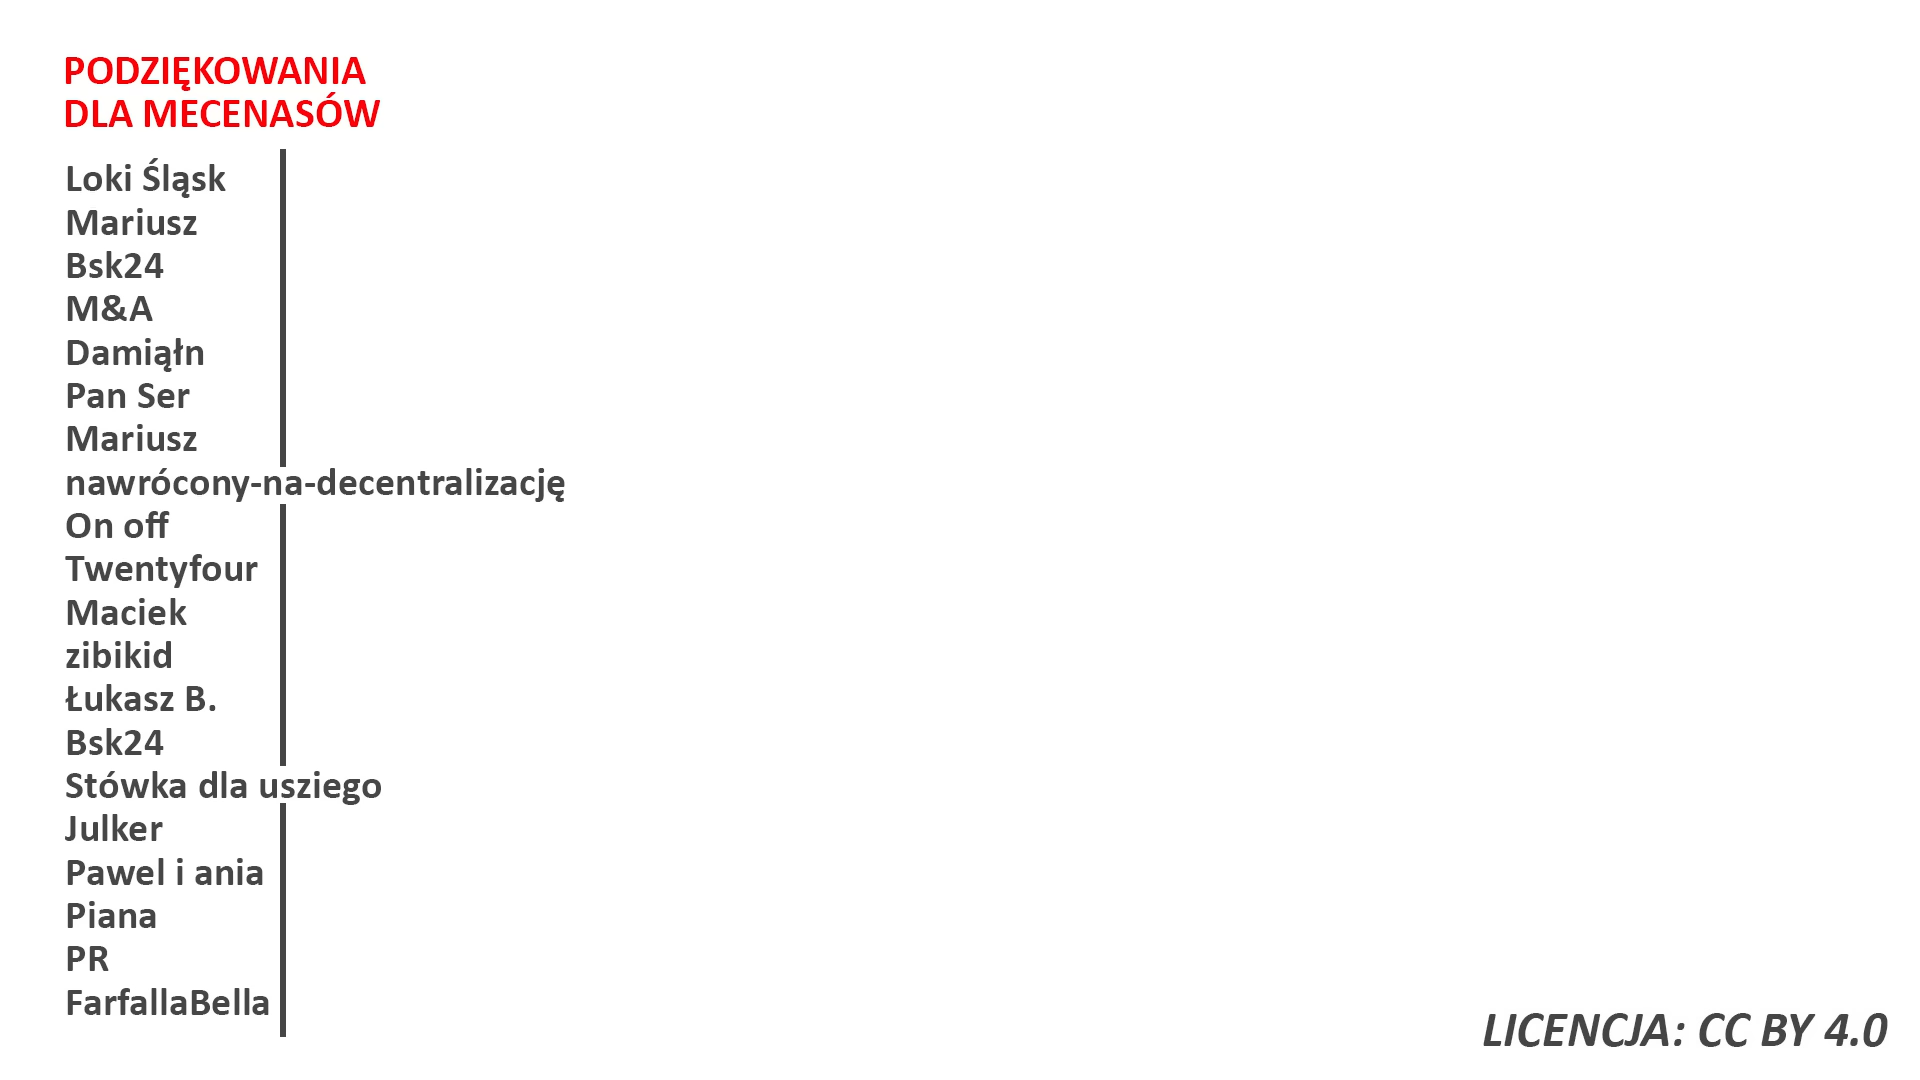 PODZIĘKOWANIA
DLA MECENASÓW
Loki Śląsk
Mariusz
Bsk24
M&A
Damiąłn
Pan Ser
Mariusz
nawrócony-na-decentralizację
On off
Twentyfour
Maciek
zibikid
Łukasz B.
Bsk24
Stówka dla usziego
Julker
Pawel i ania
Piana
PR
FarfallaBella
LICENCJA: CC BY 4.0